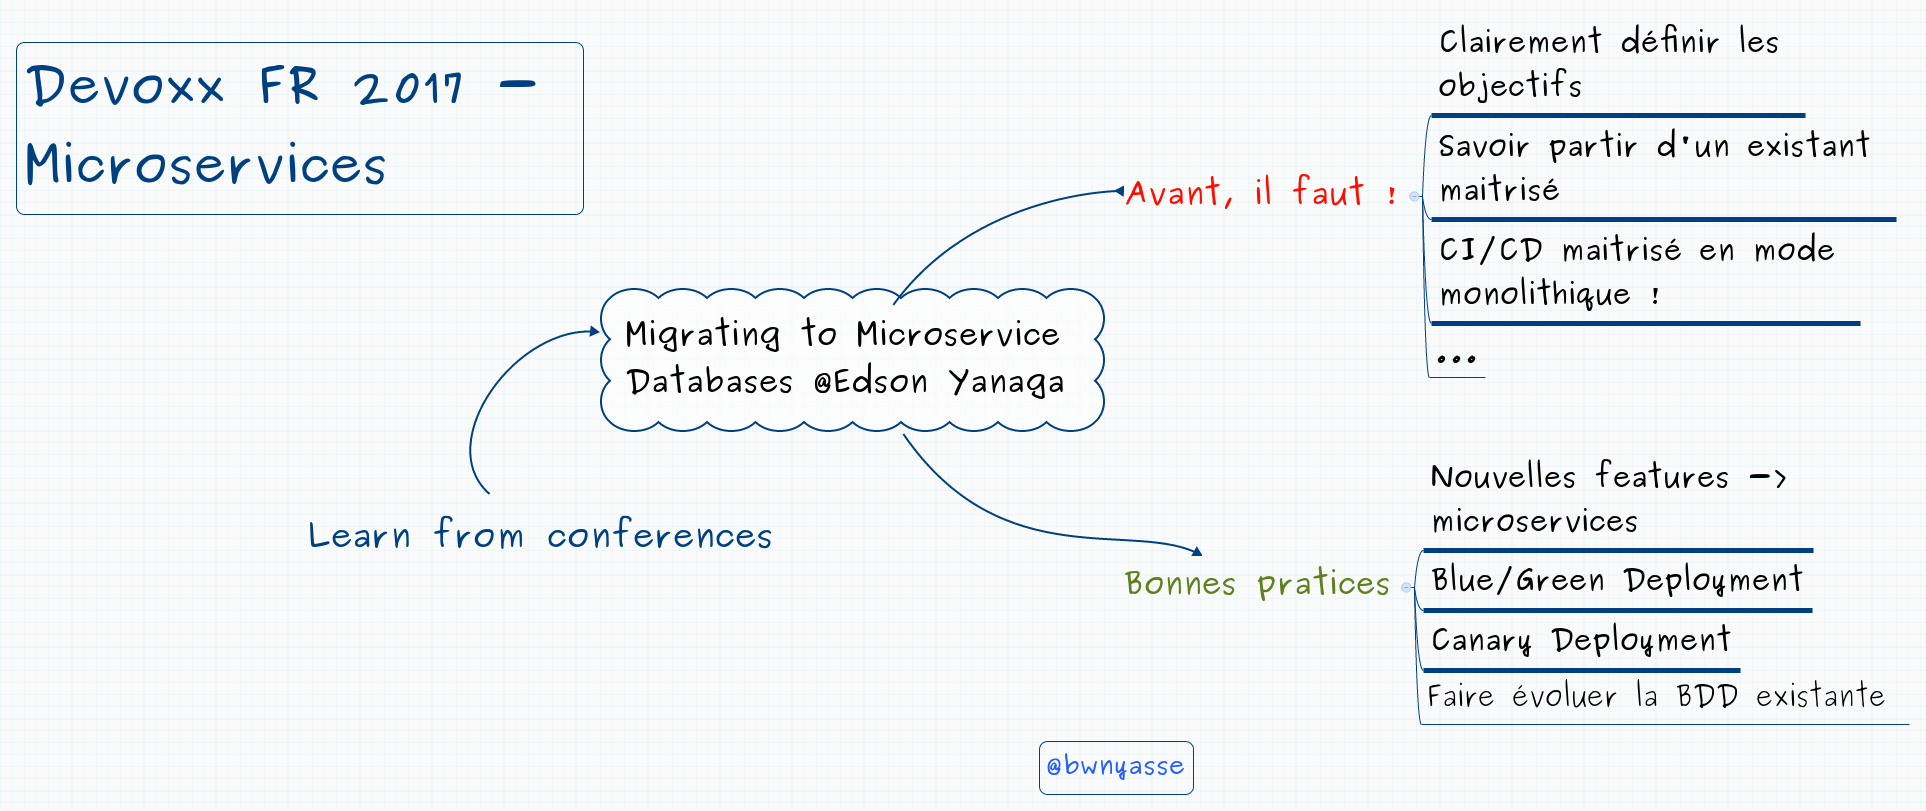 Devoxx FR 2017 -
Microservices
Learn from conferences
Migrating to Microservice
Databases @Edson Yanaga
Avant, il faut !
Clairement définir les
objectifs
Savoir partir d'un existant
maitrisé
CI/CD maitrisé en mode
monolithique !
...
Bonnes pratices
Nouvelles features ->
microservices
Blue/Green Deployment
Canary Deployment
Faire évoluer la BDD existante
@bwnyasse